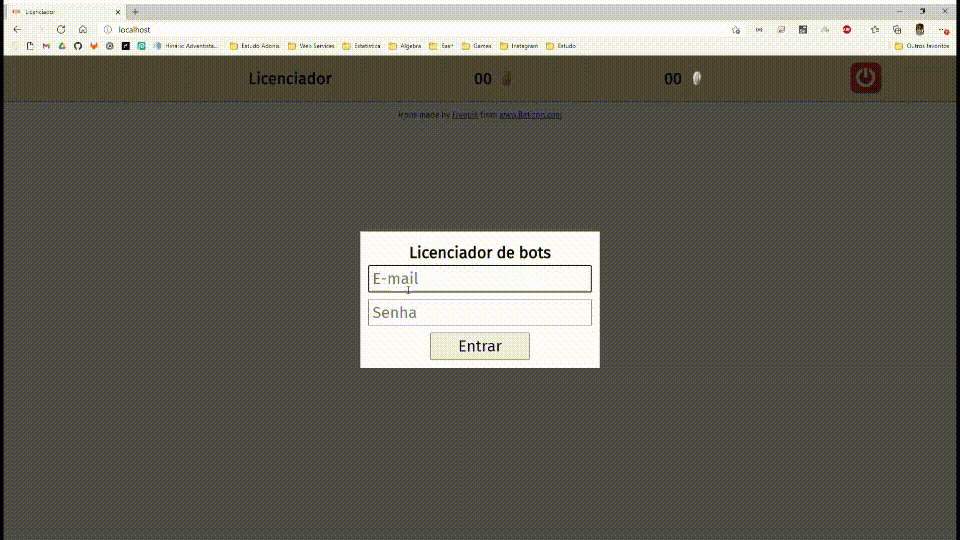 Licenciador
localhost
Hinário Adventista... Estudo Adonis Web Services Estatística Algebra Bash Games Instagram Estudo Outros favoritos
Licenciador 00 00
Icons made by Freepik from www.flaticon.com
Licenciador de bots
E-mail
Senha
Entrar